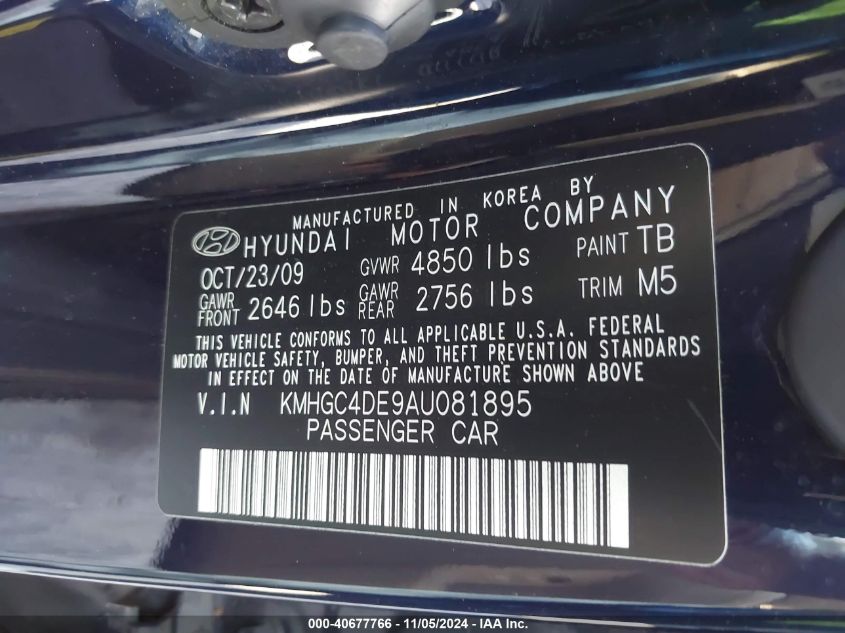 MANUFACTURED IN KOREA BY
HYUNDAI MOTOR COMPANY
OCT/23/09 GVWR 4850 lbs PAINT TB
GAWR FRONT 2646 lbs GAWR REAR 2756 lbs TRIM M5
THIS VEHICLE CONFORMS TO ALL APPLICABLE U.S.A. FEDERAL
MOTOR VEHICLE SAFETY, BUMPER, AND THEFT PREVENTION STANDARDS
IN EFFECT ON THE DATE OF MANUFACTURE SHOWN ABOVE
V.I.N KMHGC4DE9AU081895
PASSENGER CAR
000-40677766 - 11/05/2024 - IAA Inc.